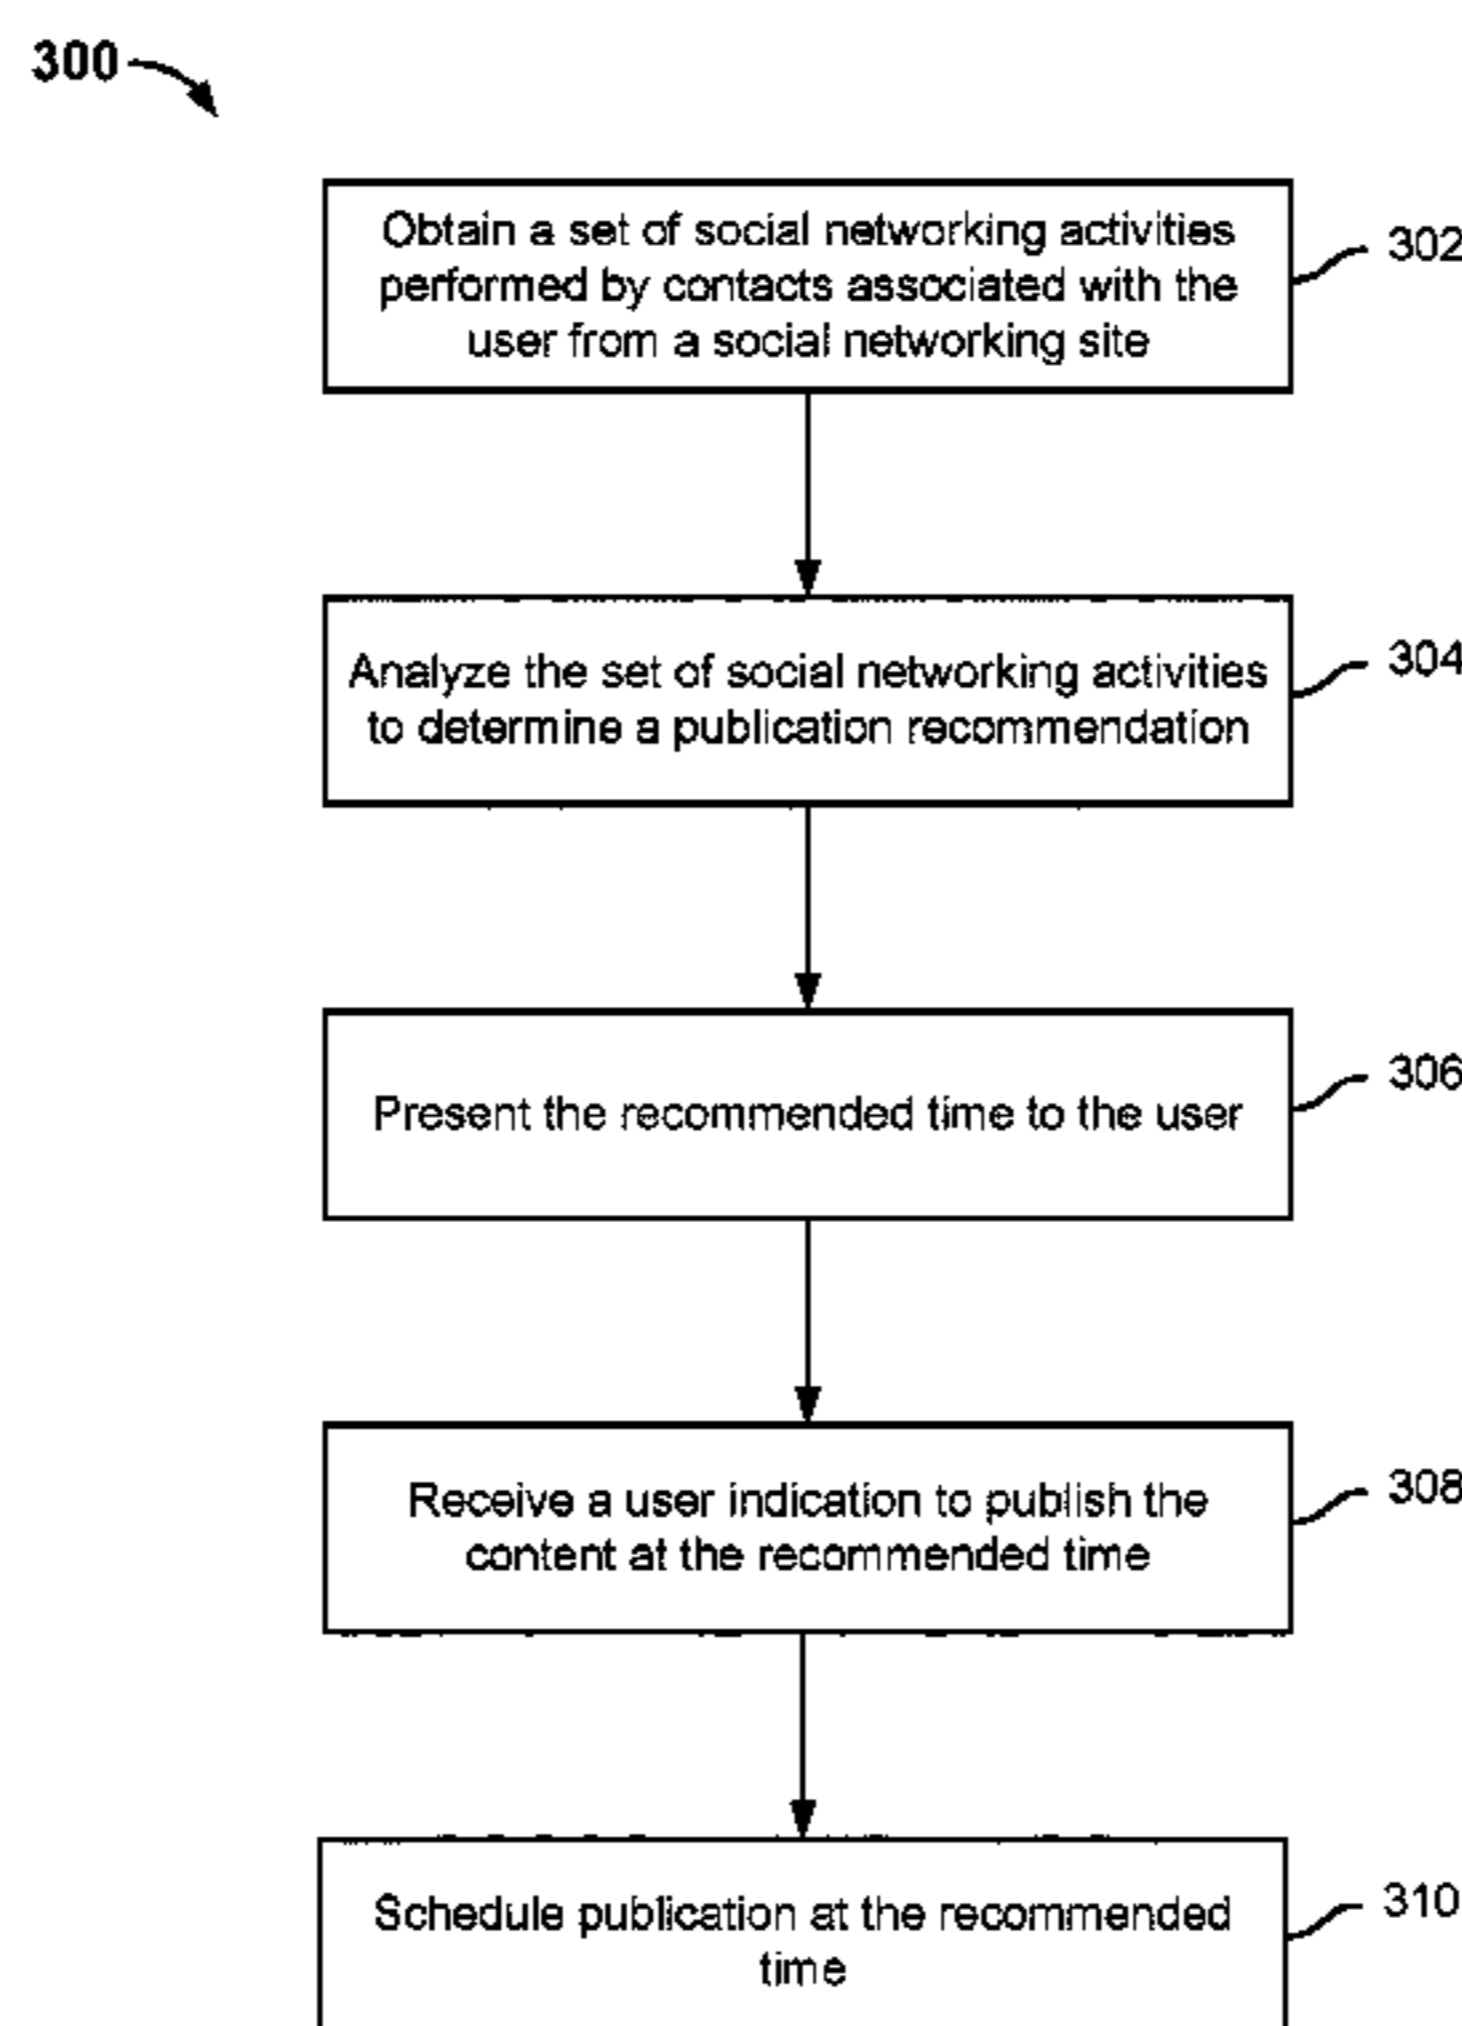 300
Obtain a set of social networking activities
performed by contacts associated with the
user from a social networking site
302
Analyze the set of social networking activities
to determine a publication recommendation
304
Present the recommended time to the user
306
Receive a user indication to publish the
content at the recommended time
308
Schedule publication at the recommended
time
310